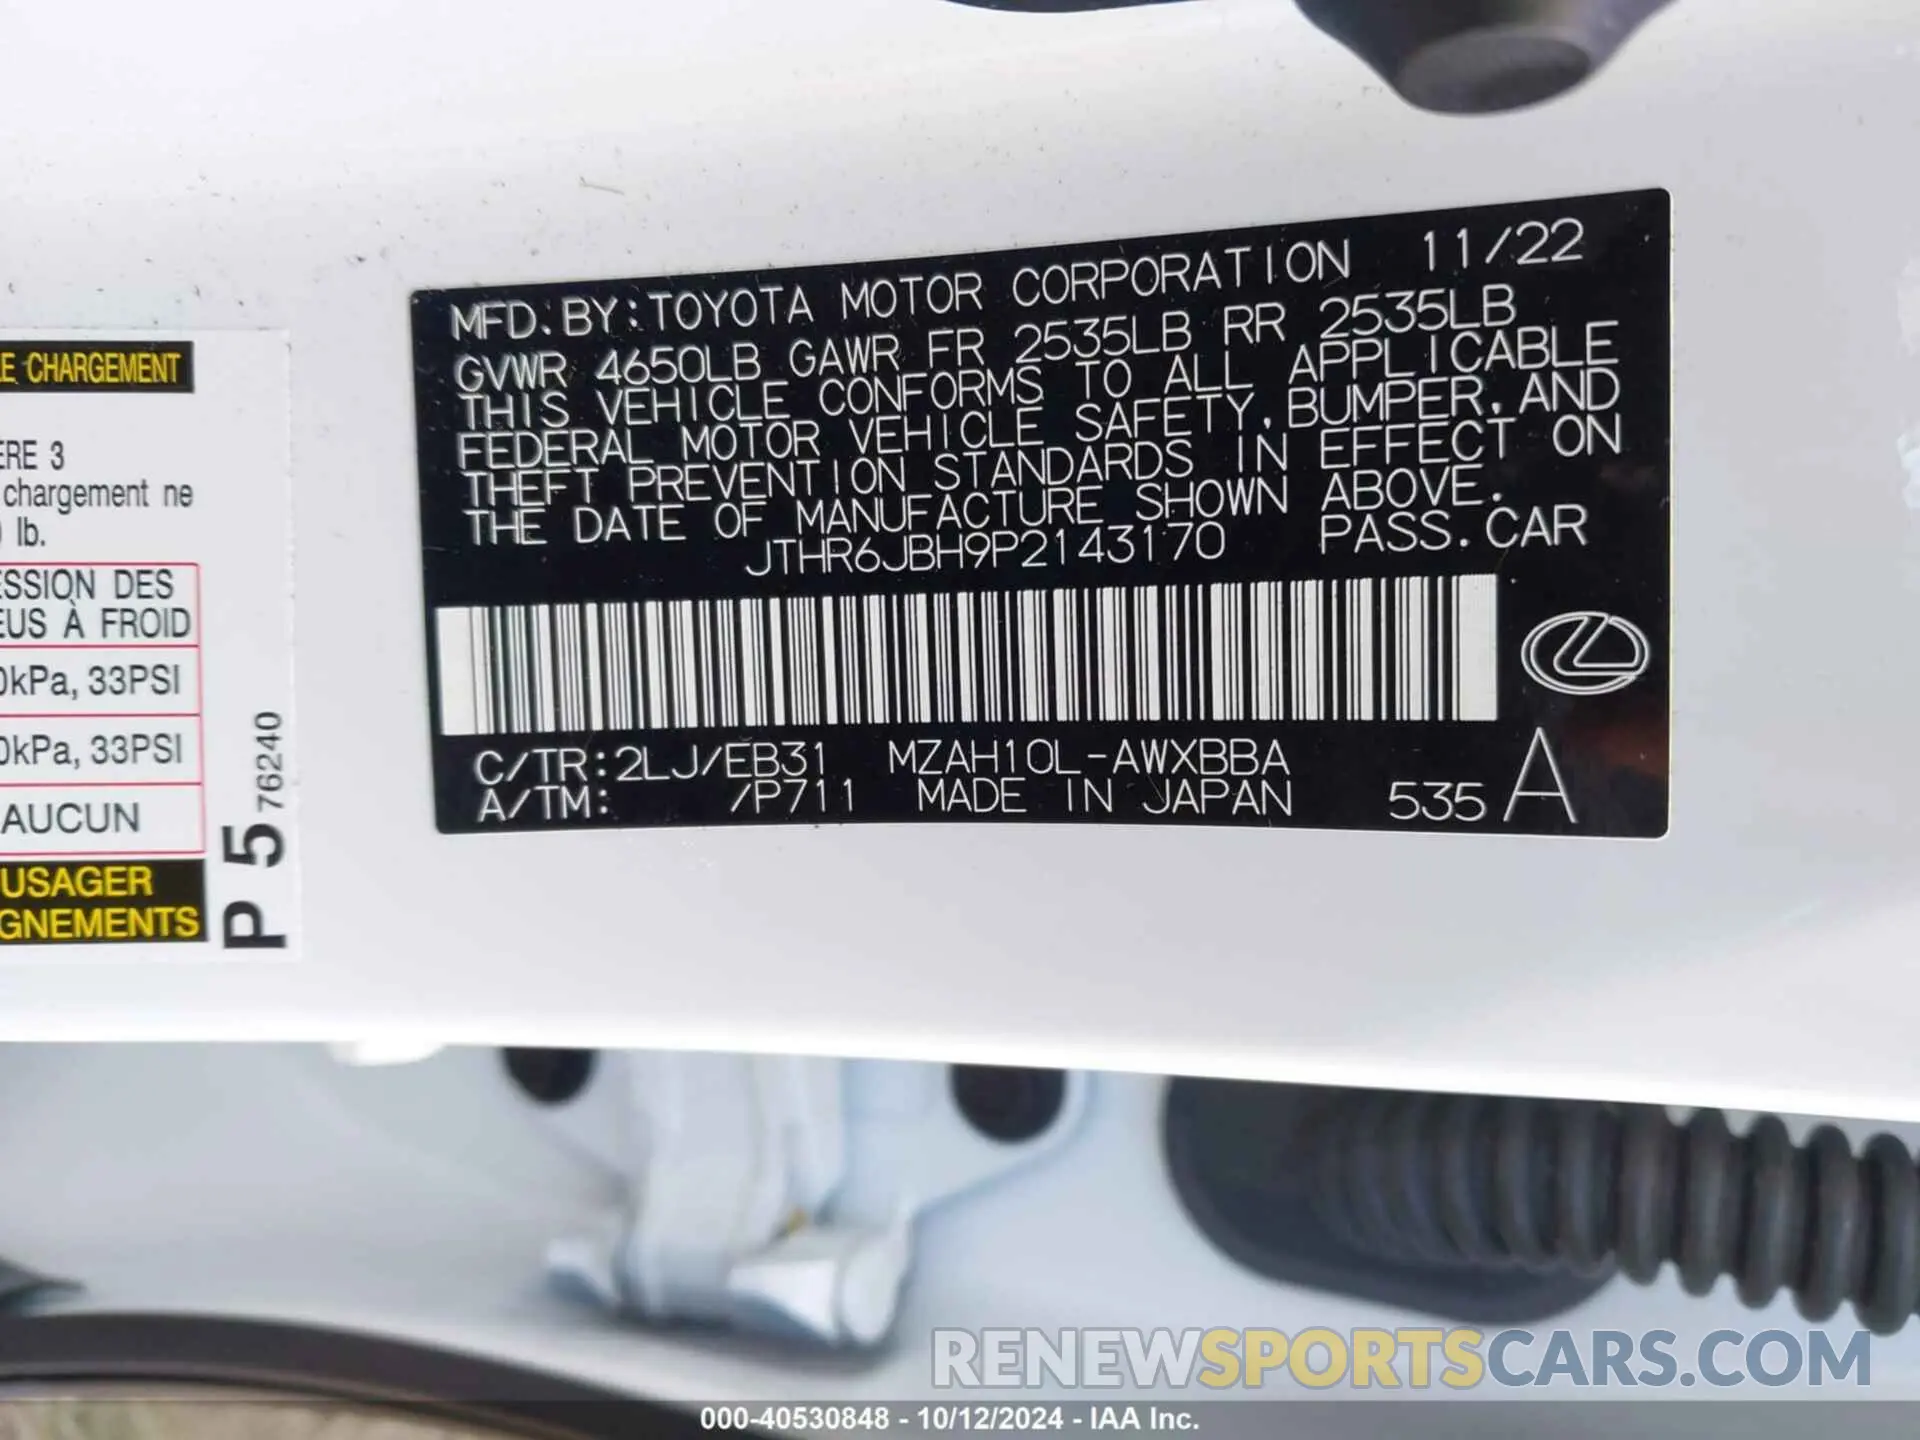 LE CHARGEMENT
ÈRE 3
chargement ne
lb.
ESSION DES
EUS À FROID
0kPa, 33PSI
0kPa, 33PSI
AUCUN
USAGER
GNEMENTS
P 5 76240
MFD. BY: TOYOTA MOTOR CORPORATION 11/22
GVWR 4650LB GAWR FR 2535LB RR 2535LB
THIS VEHICLE CONFORMS TO ALL APPLICABLE
FEDERAL MOTOR VEHICLE SAFETY, BUMPER, AND
THEFT PREVENTION STANDARDS IN EFFECT ON
THE DATE OF MANUFACTURE SHOWN ABOVE.
JTHR6JBH9P2143170 PASS. CAR
C/TR:2LJ/EB31 MZAH10L-AWXBBA
A/TM: /P711 MADE IN JAPAN 535 A
RENEWSPORTSCARS.COM
000-40530848 - 10/12/2024 - IAA Inc.